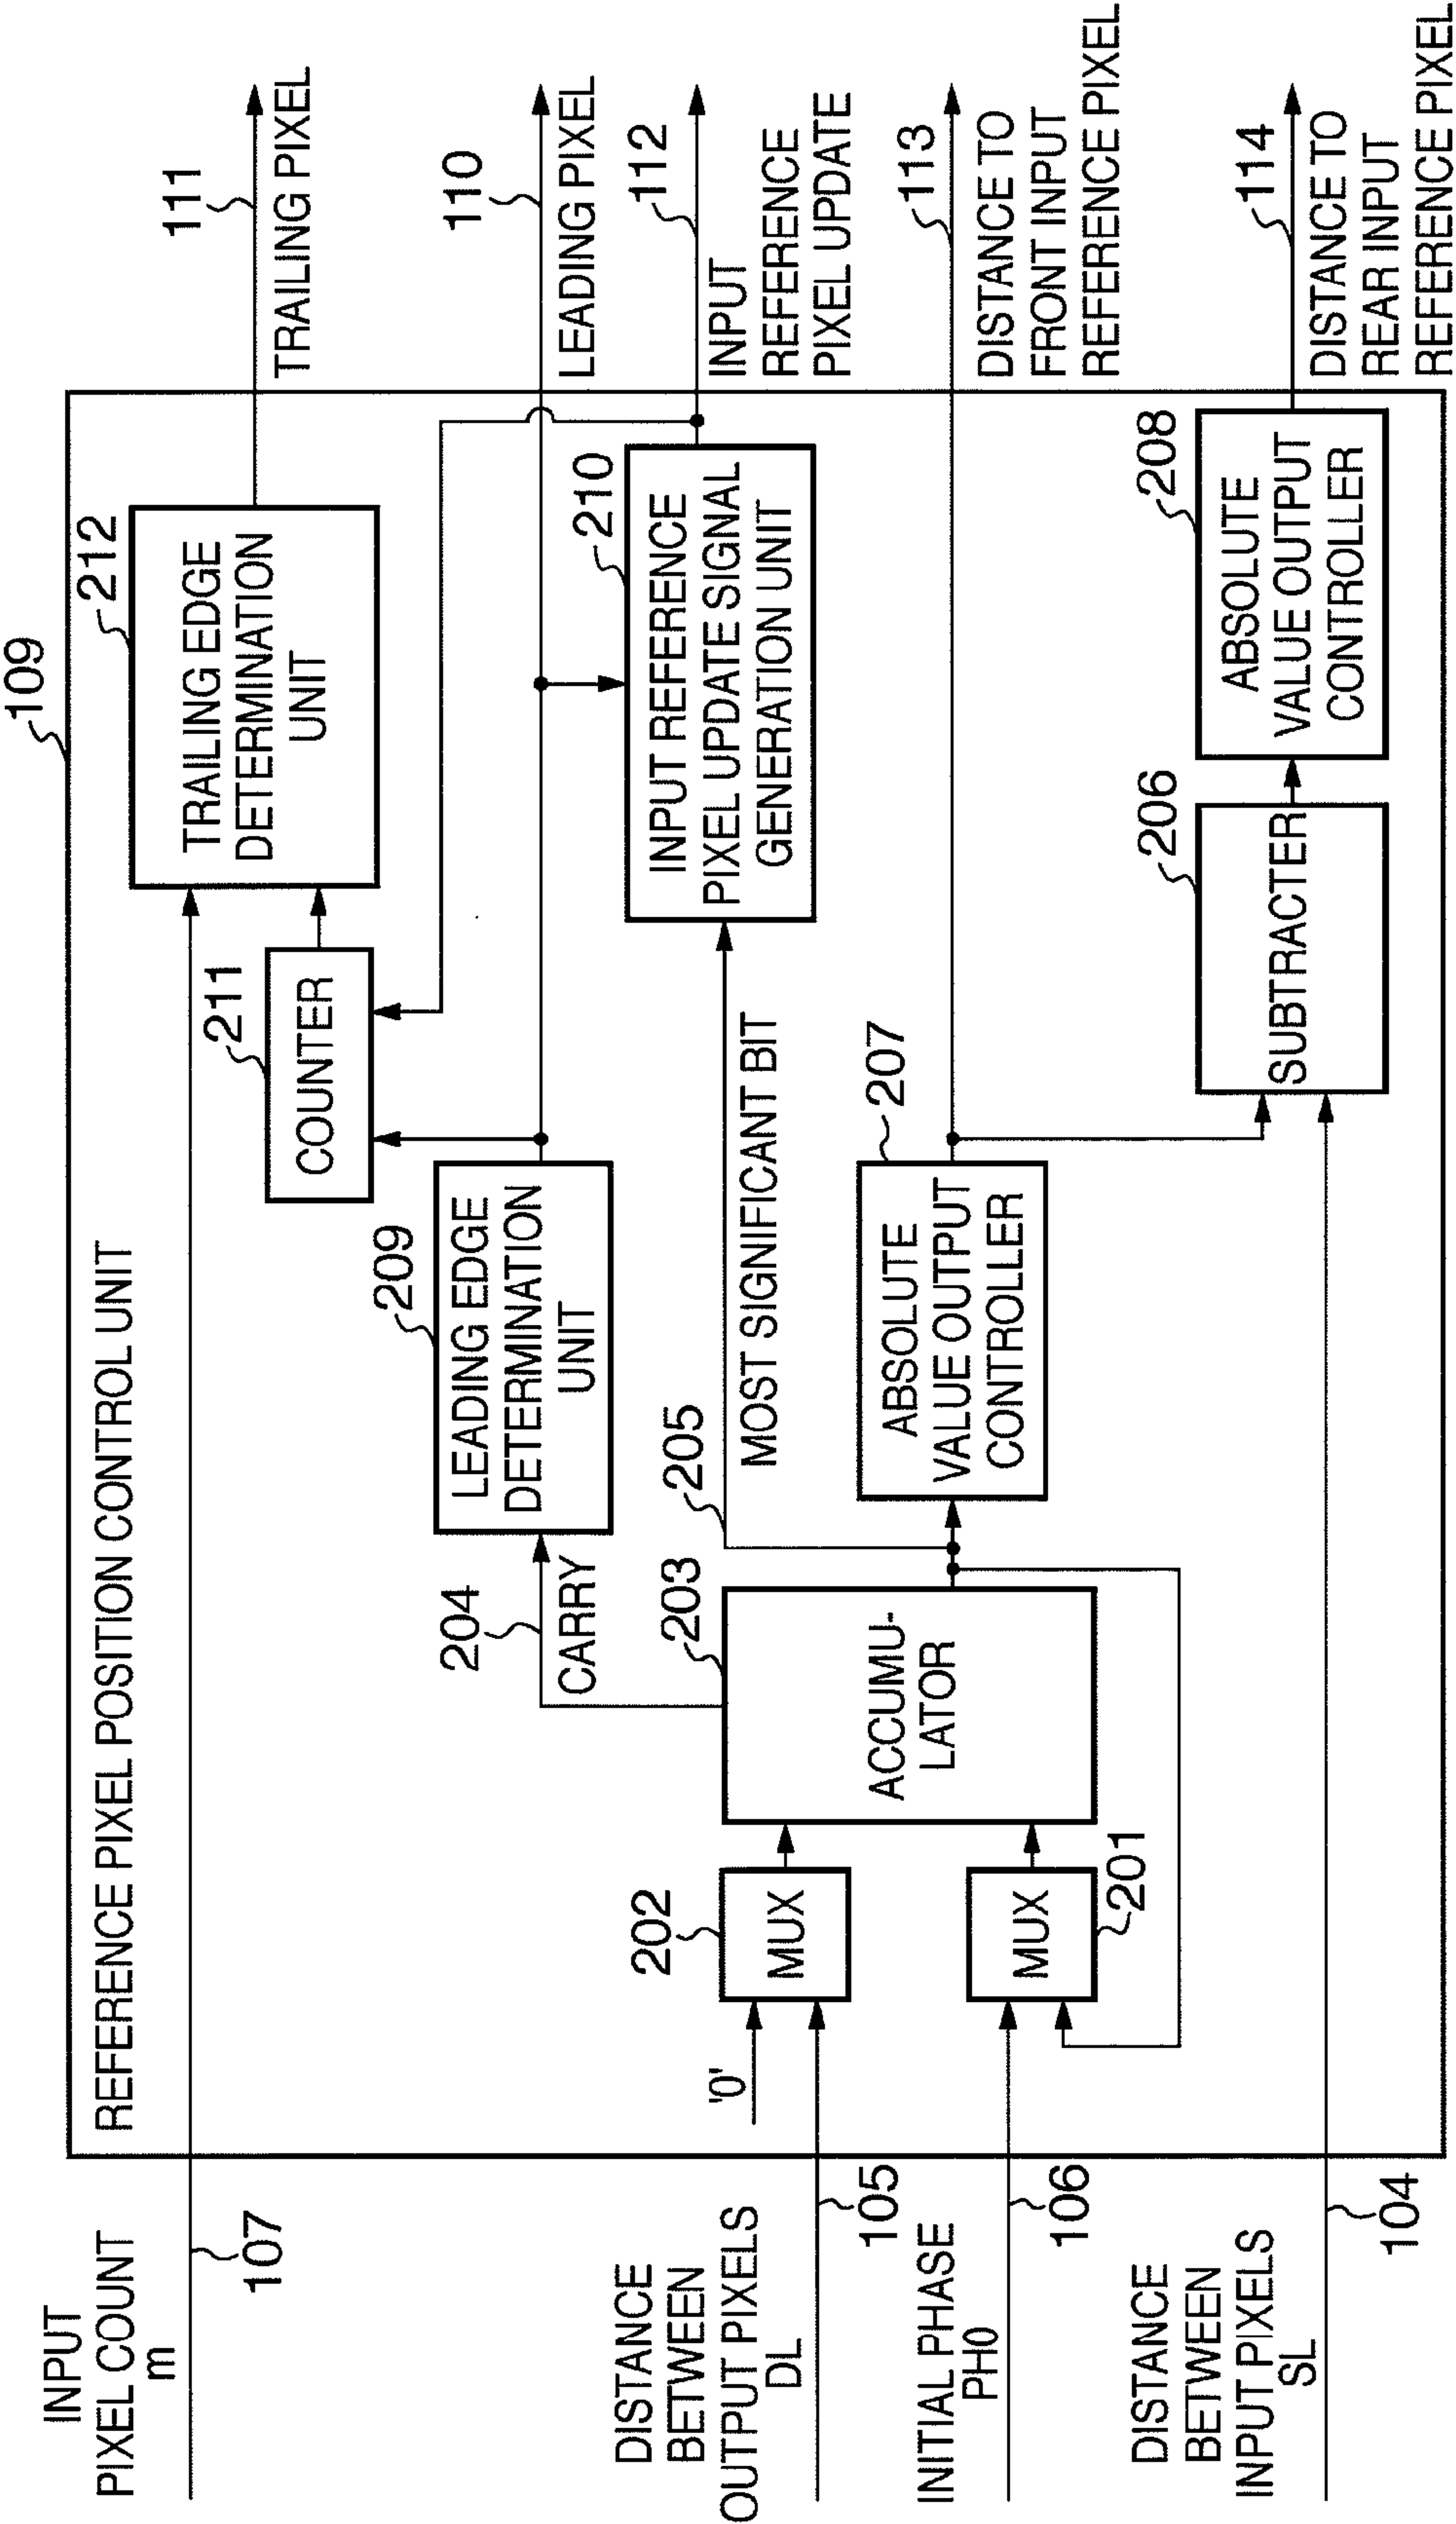 109
REFERENCE PIXEL POSITION CONTROL UNIT
INPUT
PIXEL COUNT
m
107
DISTANCE
BETWEEN
OUTPUT PIXELS
DL
105
INITIAL PHASE
PH0
106
DISTANCE
BETWEEN
INPUT PIXELS
SL
104
'0'
202
MUX
MUX
201
203
ACCUMU-
LATOR
204
CARRY
205
MOST SIGNIFICANT BIT
209
LEADING EDGE
DETERMINATION
UNIT
207
ABSOLUTE
VALUE OUTPUT
CONTROLLER
211
COUNTER
212
TRAILING EDGE
DETERMINATION
UNIT
210
INPUT REFERENCE
PIXEL UPDATE SIGNAL
GENERATION UNIT
206
SUBTRACTER
208
ABSOLUTE
VALUE OUTPUT
CONTROLLER
111
TRAILING PIXEL
110
LEADING PIXEL
112
INPUT
REFERENCE
PIXEL UPDATE
113
DISTANCE TO
FRONT INPUT
REFERENCE PIXEL
114
DISTANCE TO
REAR INPUT
REFERENCE PIXEL